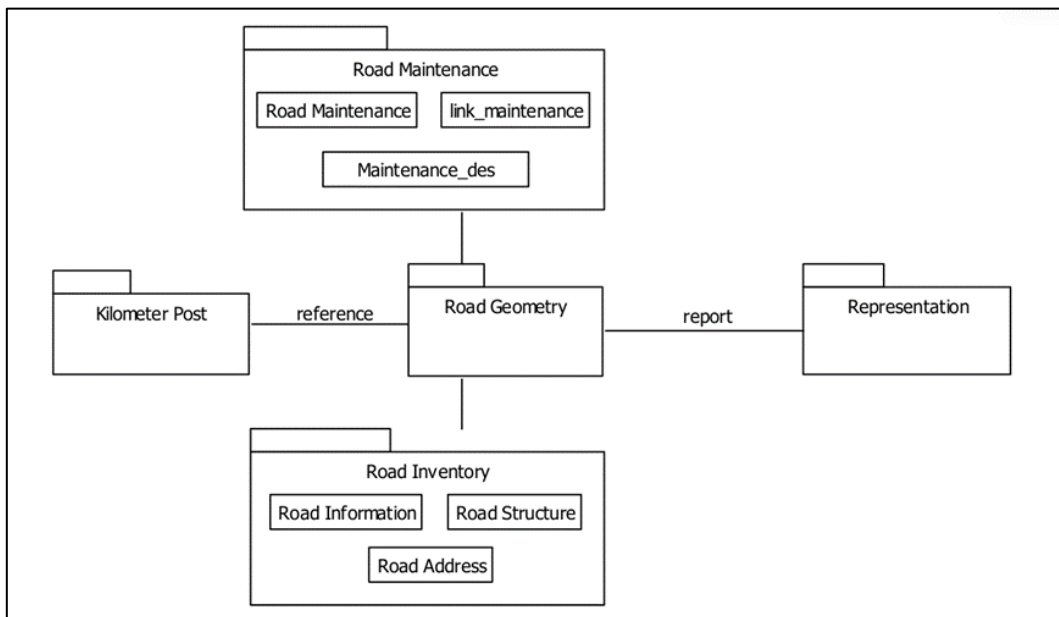 Road Maintenance
Road Maintenance
link_maintenance
Maintenance_des
Kilometer Post
reference
Road Geometry
report
Representation
Road Inventory
Road Information
Road Structure
Road Address